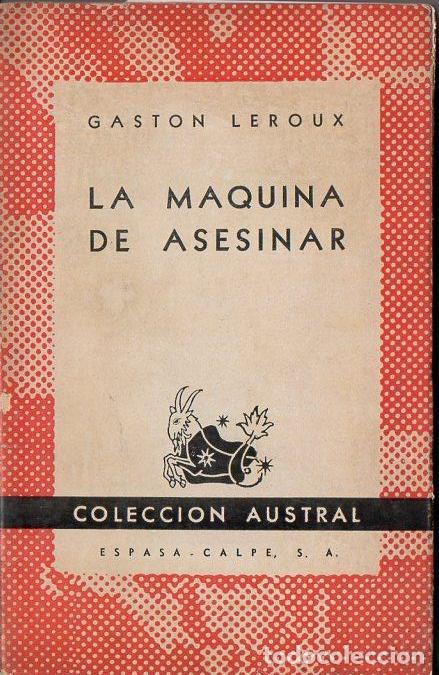 GASTON LEROUX
LA MAQUINA
DE ASESINAR
COLECCION AUSTRAL
ESPASA-CALPE, S. A.
todocoleccion